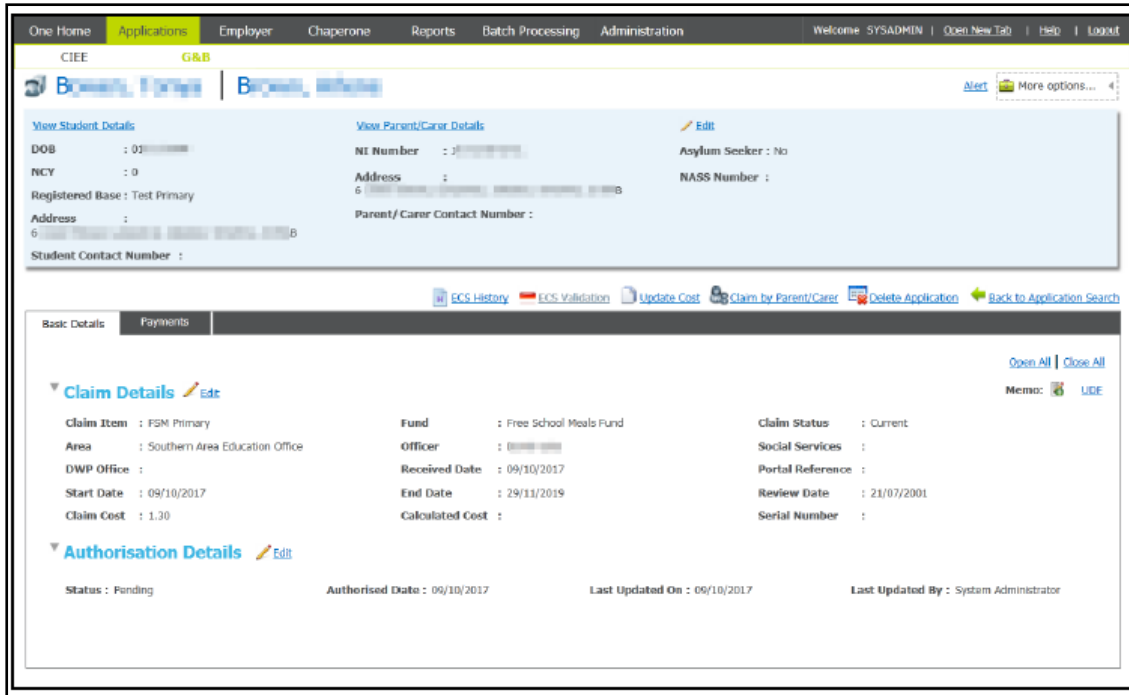 One Home Applications Employer Chaperone Reports Batch Processing Administration Welcome SYSADMIN | Open New Tab | Help | Logout
CIEE G&B
Alert More options...
View Student Details View Parent/Carer Details Edit
DOB : NI Number : Asylum Seeker : No
NCY : 0 Address : NASS Number :
Registered Base : Test Primary 6 B
Address : Parent/ Carer Contact Number :
6 B
Student Contact Number :
ECS History ECS Validation Update Cost Claim by Parent/Carer Delete Application Back to Application Search
Basic Details Payments
Open All | Close All
Claim Details Edit Memo: UDF
Claim Item : FSM Primary Fund : Free School Meals Fund Claim Status : Current
Area : Southern Area Education Office Officer : Social Services :
DWP Office : Received Date : 09/10/2017 Portal Reference :
Start Date : 09/10/2017 End Date : 29/11/2019 Review Date : 21/07/2001
Claim Cost : 1.30 Calculated Cost : Serial Number :
Authorisation Details Edit
Status : Pending Authorised Date : 09/10/2017 Last Updated On : 09/10/2017 Last Updated By : System Administrator